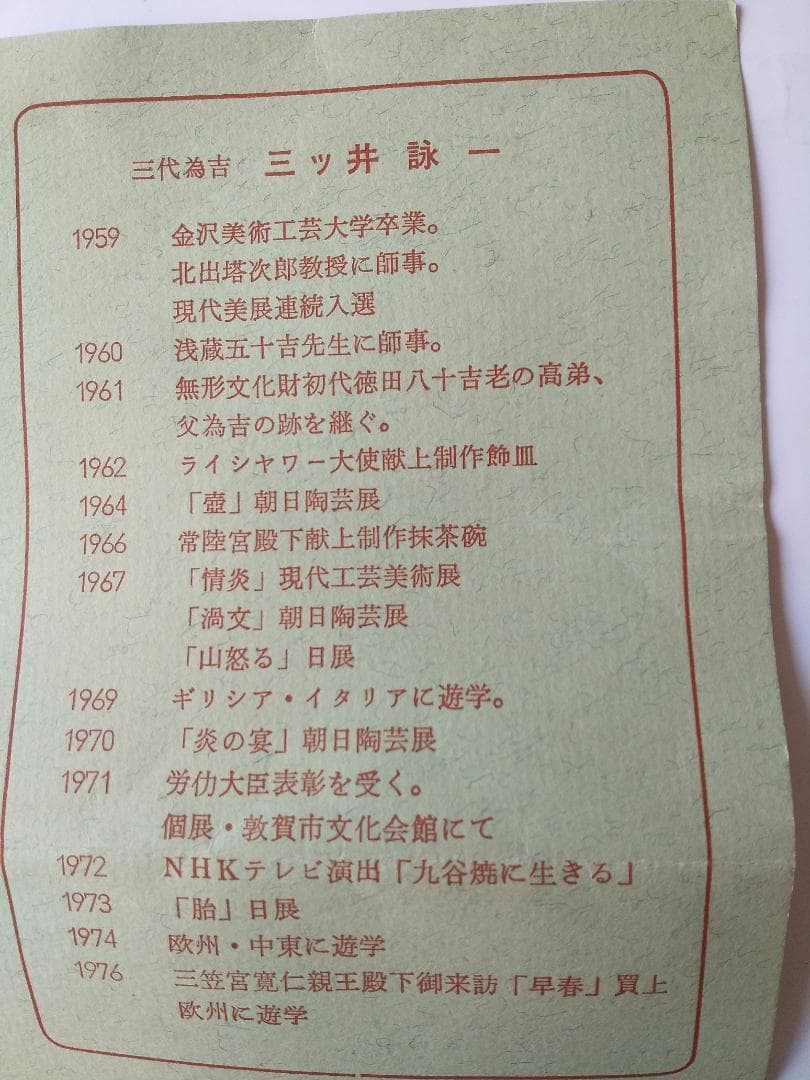 三代為吉 三ッ井 詠 一
1959 金沢美術工芸大学卒業。
北出塔次郎教授に師事。
現代美展連続入選
1960 浅蔵五十吉先生に師事。
1961 無形文化財初代徳田八十吉老の高弟、
父為吉の跡を継ぐ。
1962 ライシヤワー大使献上制作飾皿
1964 「壺」朝日陶芸展
1966 常陸宮殿下献上制作抹茶碗
1967 「情炎」現代工芸美術展
「渦文」朝日陶芸展
「山怒る」日展
1969 ギリシア・イタリアに遊学。
1970 「炎の宴」朝日陶芸展
1971 労仂大臣表彰を受く。
個展・敦賀市文化会館にて
1972 NHKテレビ演出「九谷焼に生きる」
1973 「胎」日展
1974 欧州・中東に遊学
1976 三笠宮寛仁親王殿下御来訪「早春」買上
欧州に遊学